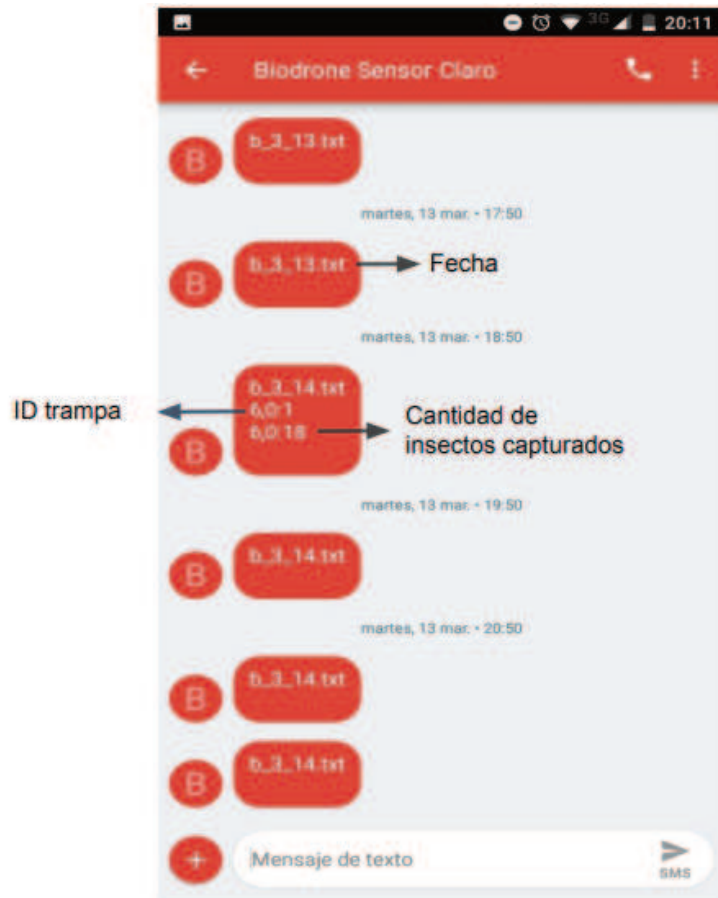 3G 20:11
Biodrone Sensor Claro
B b_3_13.txt
martes, 13 mar. • 17:50
B b_3_13.txt Fecha
martes, 13 mar. • 18:50
b_3_14.txt
ID trampa 6,0:1 Cantidad de
B 6,0:18 insectos capturados
martes, 13 mar. • 19:50
B b_3_14.txt
martes, 13 mar. • 20:50
B b_3_14.txt
B b_3_14.txt
+ Mensaje de texto SMS